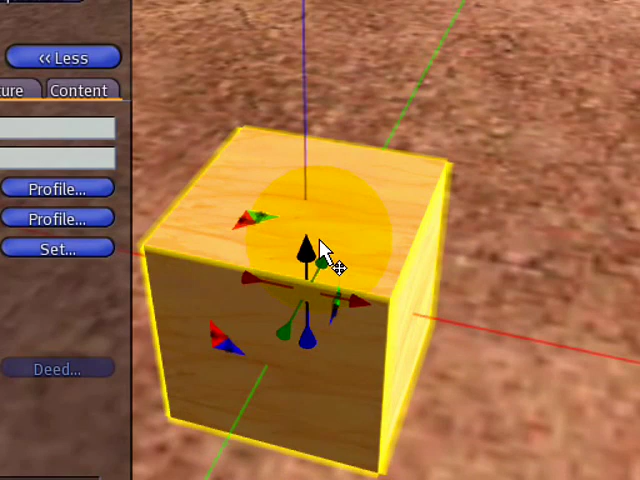 << Less
ture
Content
Profile...
Profile...
Set...
Deed...